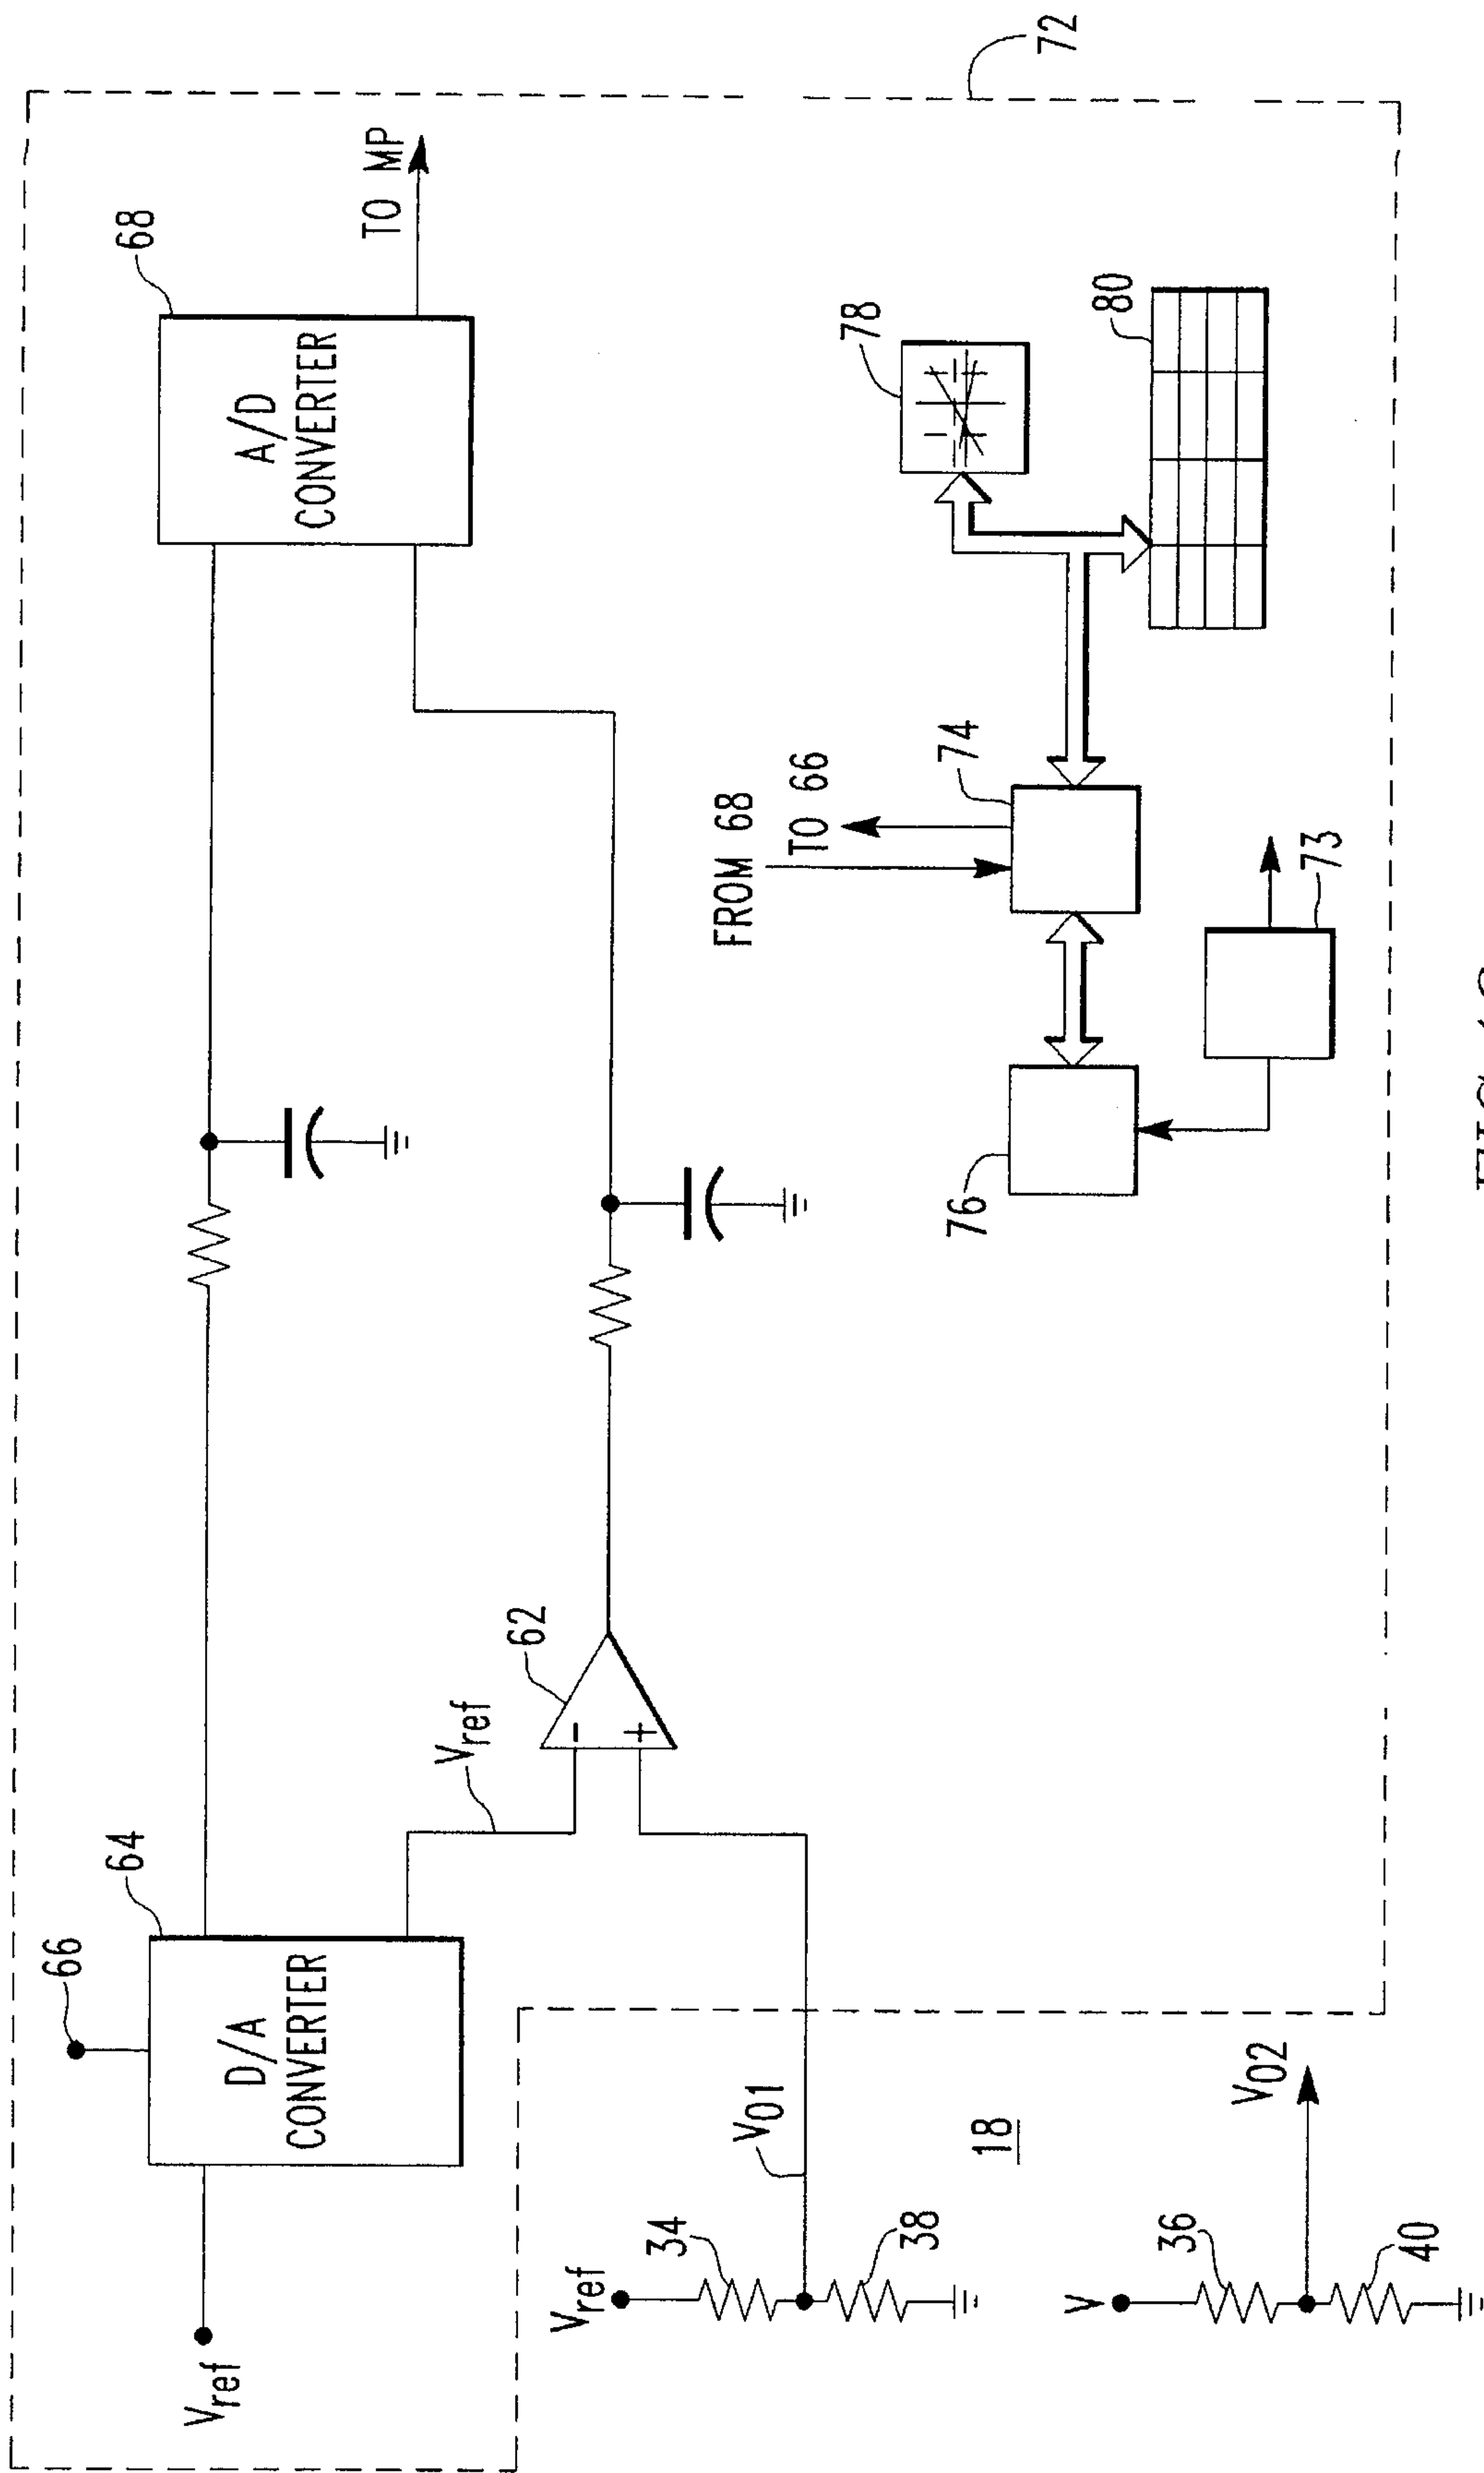 72
68
A/D
CONVERTER
TO MP
66
64
D/A
CONVERTER
Vref
Vref
62
-
+
FROM 68
TO 66
74
78
80
76
73
Vref
34
38
V01
18
V
36
40
V02